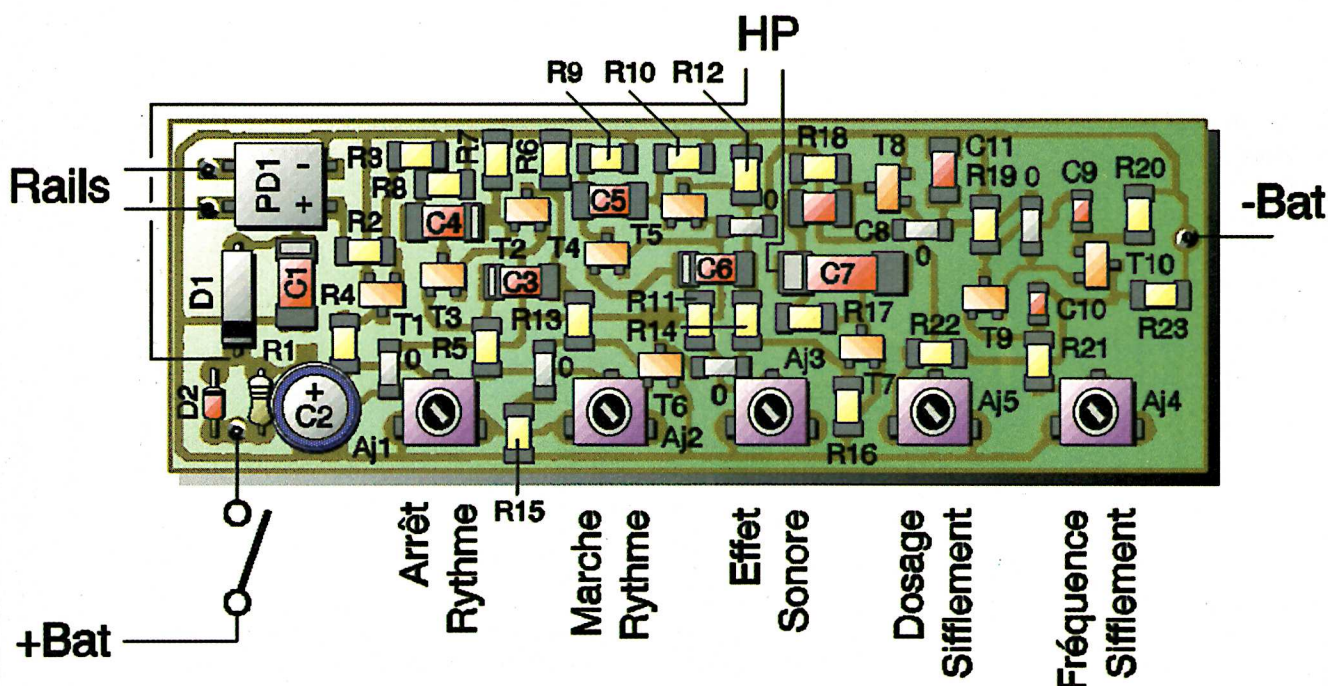 HP
R9 R10 R12
Rails
-Bat
PD1
-
+
R3
R7
R6
R8
R18
T8
C11
R19
0
C9
R20
C4
C5
0
R2
T2
T4
T5
C8
0
T10
D1
C1
R4
T3
C3
C6
C7
T1
R13
R11
R14
R17
R22
T9
C10
R23
R1
0
R5
0
0
Aj3
T7
R21
D2
+
C2
Aj1
T6
Aj2
R16
Aj5
Aj4
R15
Arrêt
Rythme
Marche
Rythme
Effet
Sonore
Dosage
Sifflement
Fréquence
Sifflement
+Bat